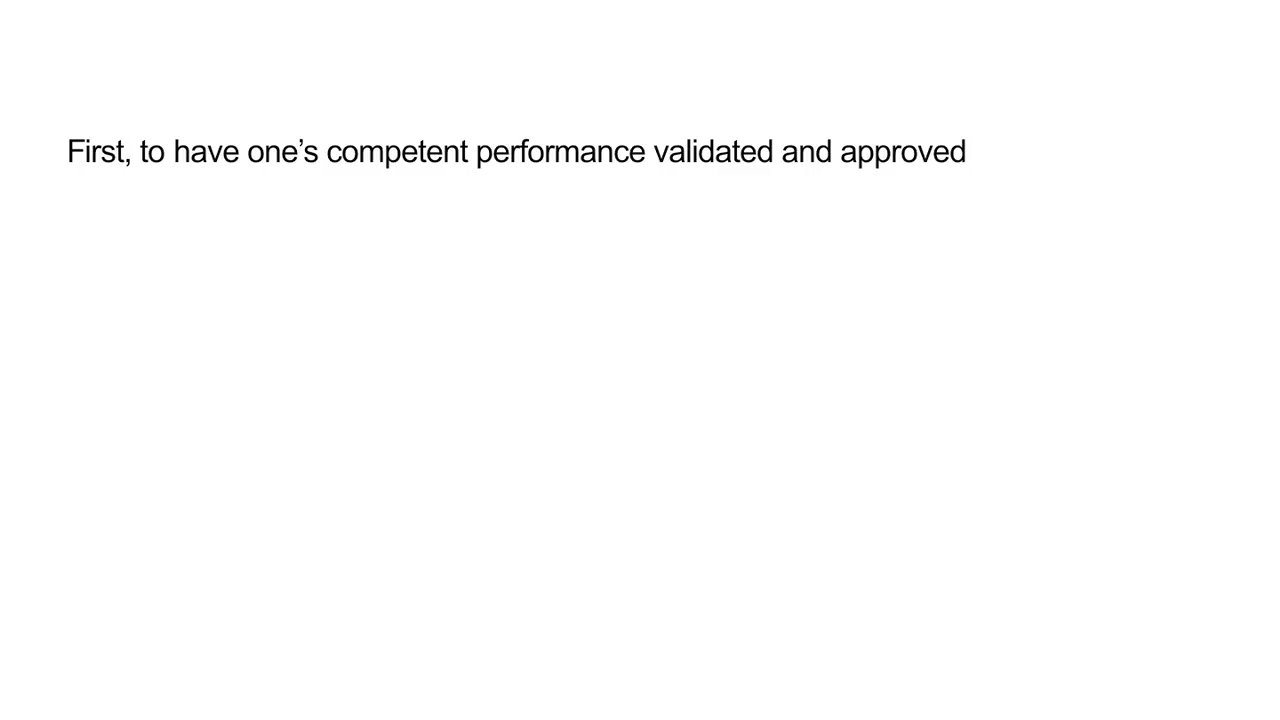 First, to have one’s competent performance validated and approved